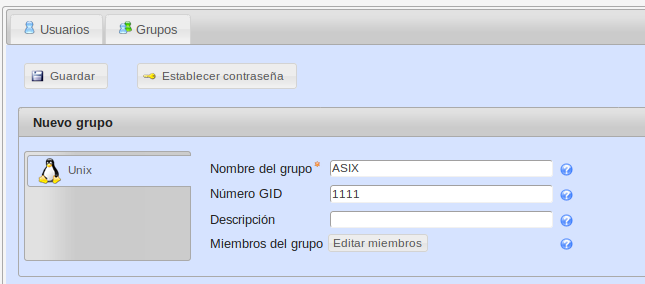 Usuarios Grupos
Guardar Establecer contraseña
Nuevo grupo
Unix
Nombre del grupo* ASIX
Número GID 1111
Descripción
Miembros del grupo Editar miembros